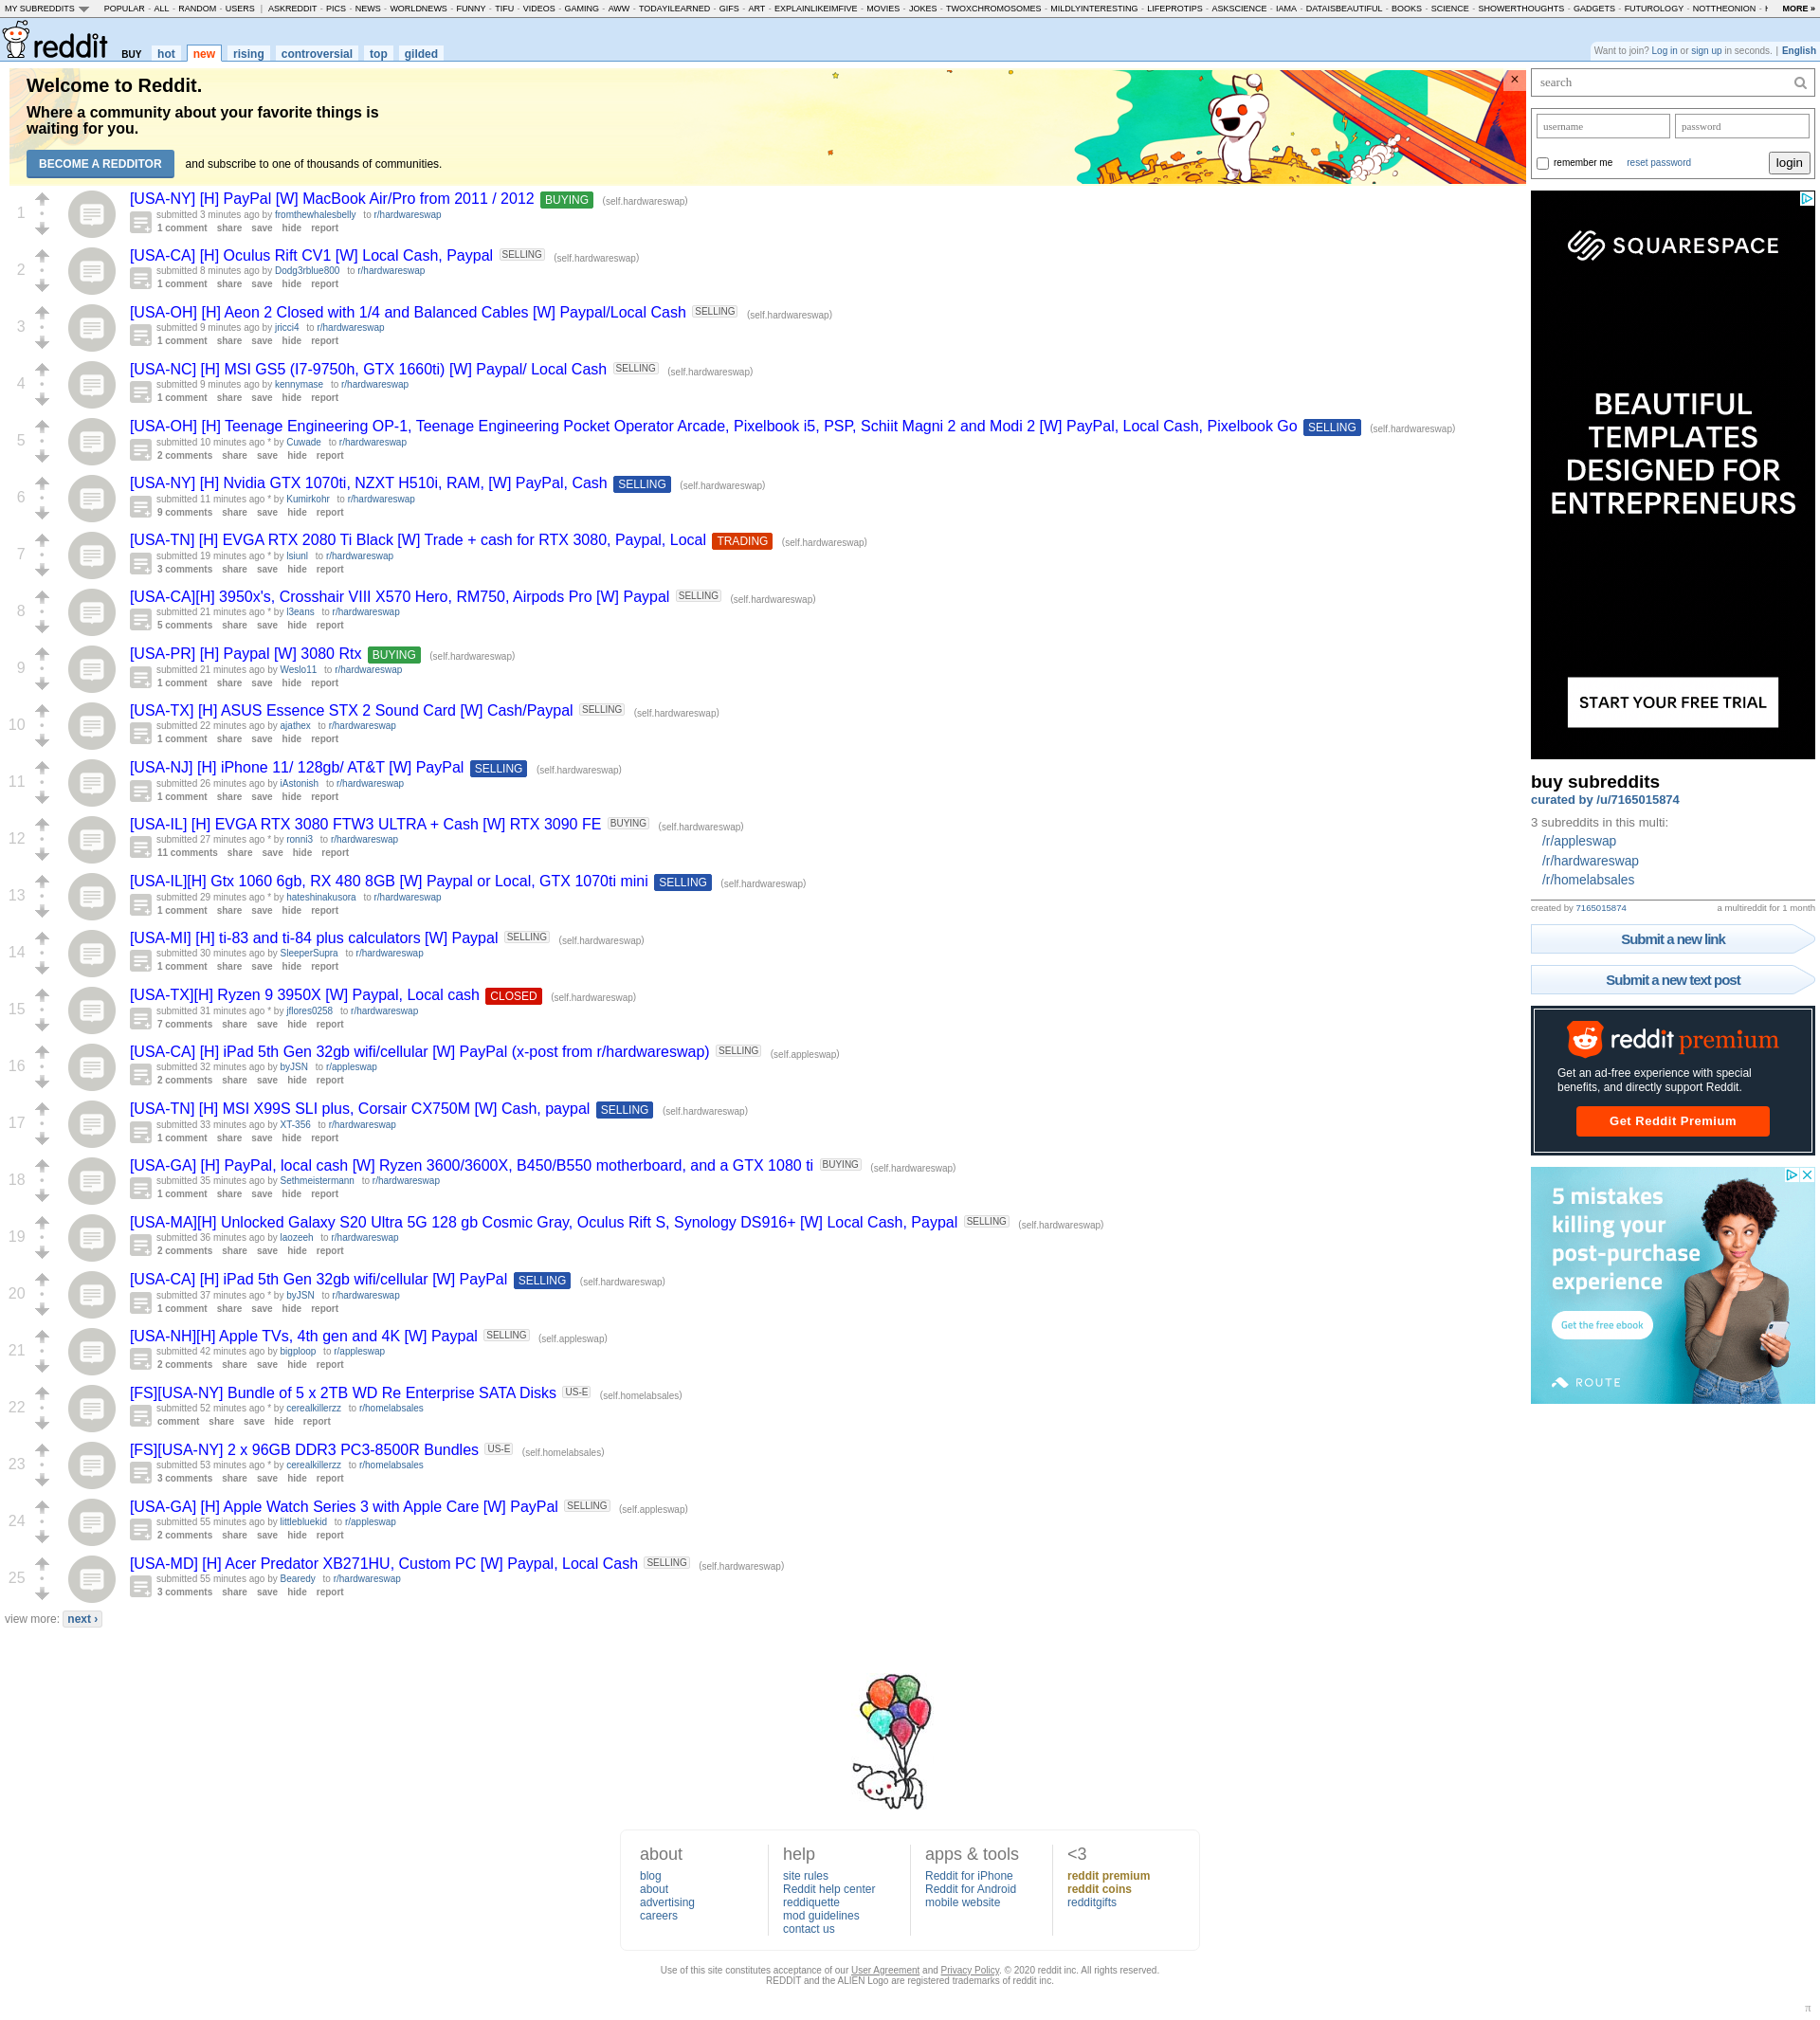 MY SUBREDDITS POPULAR - ALL - RANDOM - USERS | ASKREDDIT - PICS - NEWS - WORLDNEWS - FUNNY - TIFU - VIDEOS - GAMING - AWW - TODAYILEARNED - GIFS - ART - EXPLAINLIKEIMFIVE - MOVIES - JOKES - TWOXCHROMOSOMES - MILDLYINTERESTING - LIFEPROTIPS - ASKSCIENCE - IAMA - DATAISBEAUTIFUL - BOOKS - SCIENCE - SHOWERTHOUGHTS - GADGETS - FUTUROLOGY - NOTTHEONION - MORE »
reddit BUY hot new rising controversial top gilded
Want to join? Log in or sign up in seconds. | English
Welcome to Reddit.
Where a community about your favorite things is
waiting for you.
BECOME A REDDITOR and subscribe to one of thousands of communities.
×
1
[USA-NY] [H] PayPal [W] MacBook Air/Pro from 2011 / 2012 BUYING (self.hardwareswap)
submitted 3 minutes ago by fromthewhalesbelly to r/hardwareswap
1 comment share save hide report
2
[USA-CA] [H] Oculus Rift CV1 [W] Local Cash, Paypal SELLING (self.hardwareswap)
submitted 8 minutes ago by Dodg3rblue800 to r/hardwareswap
1 comment share save hide report
3
[USA-OH] [H] Aeon 2 Closed with 1/4 and Balanced Cables [W] Paypal/Local Cash SELLING (self.hardwareswap)
submitted 9 minutes ago by jricci4 to r/hardwareswap
1 comment share save hide report
4
[USA-NC] [H] MSI GS5 (I7-9750h, GTX 1660ti) [W] Paypal/ Local Cash SELLING (self.hardwareswap)
submitted 9 minutes ago by kennymase to r/hardwareswap
1 comment share save hide report
5
[USA-OH] [H] Teenage Engineering OP-1, Teenage Engineering Pocket Operator Arcade, Pixelbook i5, PSP, Schiit Magni 2 and Modi 2 [W] PayPal, Local Cash, Pixelbook Go SELLING (self.hardwareswap)
submitted 10 minutes ago * by Cuwade to r/hardwareswap
2 comments share save hide report
6
[USA-NY] [H] Nvidia GTX 1070ti, NZXT H510i, RAM, [W] PayPal, Cash SELLING (self.hardwareswap)
submitted 11 minutes ago * by Kumirkohr to r/hardwareswap
9 comments share save hide report
7
[USA-TN] [H] EVGA RTX 2080 Ti Black [W] Trade + cash for RTX 3080, Paypal, Local TRADING (self.hardwareswap)
submitted 19 minutes ago * by lsiunl to r/hardwareswap
3 comments share save hide report
8
[USA-CA][H] 3950x's, Crosshair VIII X570 Hero, RM750, Airpods Pro [W] Paypal SELLING (self.hardwareswap)
submitted 21 minutes ago * by l3eans to r/hardwareswap
5 comments share save hide report
9
[USA-PR] [H] Paypal [W] 3080 Rtx BUYING (self.hardwareswap)
submitted 21 minutes ago by Weslo11 to r/hardwareswap
1 comment share save hide report
10
[USA-TX] [H] ASUS Essence STX 2 Sound Card [W] Cash/Paypal SELLING (self.hardwareswap)
submitted 22 minutes ago by ajathex to r/hardwareswap
1 comment share save hide report
11
[USA-NJ] [H] iPhone 11/ 128gb/ AT&T [W] PayPal SELLING (self.hardwareswap)
submitted 26 minutes ago by iAstonish to r/hardwareswap
1 comment share save hide report
12
[USA-IL] [H] EVGA RTX 3080 FTW3 ULTRA + Cash [W] RTX 3090 FE BUYING (self.hardwareswap)
submitted 27 minutes ago * by ronni3 to r/hardwareswap
11 comments share save hide report
13
[USA-IL][H] Gtx 1060 6gb, RX 480 8GB [W] Paypal or Local, GTX 1070ti mini SELLING (self.hardwareswap)
submitted 29 minutes ago * by hateshinakusora to r/hardwareswap
1 comment share save hide report
14
[USA-MI] [H] ti-83 and ti-84 plus calculators [W] Paypal SELLING (self.hardwareswap)
submitted 30 minutes ago by SleeperSupra to r/hardwareswap
1 comment share save hide report
15
[USA-TX][H] Ryzen 9 3950X [W] Paypal, Local cash CLOSED (self.hardwareswap)
submitted 31 minutes ago * by jflores0258 to r/hardwareswap
7 comments share save hide report
16
[USA-CA] [H] iPad 5th Gen 32gb wifi/cellular [W] PayPal (x-post from r/hardwareswap) SELLING (self.appleswap)
submitted 32 minutes ago by byJSN to r/appleswap
2 comments share save hide report
17
[USA-TN] [H] MSI X99S SLI plus, Corsair CX750M [W] Cash, paypal SELLING (self.hardwareswap)
submitted 33 minutes ago by XT-356 to r/hardwareswap
1 comment share save hide report
18
[USA-GA] [H] PayPal, local cash [W] Ryzen 3600/3600X, B450/B550 motherboard, and a GTX 1080 ti BUYING (self.hardwareswap)
submitted 35 minutes ago by Sethmeistermann to r/hardwareswap
1 comment share save hide report
19
[USA-MA][H] Unlocked Galaxy S20 Ultra 5G 128 gb Cosmic Gray, Oculus Rift S, Synology DS916+ [W] Local Cash, Paypal SELLING (self.hardwareswap)
submitted 36 minutes ago by laozeeh to r/hardwareswap
2 comments share save hide report
20
[USA-CA] [H] iPad 5th Gen 32gb wifi/cellular [W] PayPal SELLING (self.hardwareswap)
submitted 37 minutes ago * by byJSN to r/hardwareswap
1 comment share save hide report
21
[USA-NH][H] Apple TVs, 4th gen and 4K [W] Paypal SELLING (self.appleswap)
submitted 42 minutes ago by bigploop to r/appleswap
2 comments share save hide report
22
[FS][USA-NY] Bundle of 5 x 2TB WD Re Enterprise SATA Disks US-E (self.homelabsales)
submitted 52 minutes ago * by cerealkillerzz to r/homelabsales
comment share save hide report
23
[FS][USA-NY] 2 x 96GB DDR3 PC3-8500R Bundles US-E (self.homelabsales)
submitted 53 minutes ago * by cerealkillerzz to r/homelabsales
3 comments share save hide report
24
[USA-GA] [H] Apple Watch Series 3 with Apple Care [W] PayPal SELLING (self.appleswap)
submitted 55 minutes ago by littlebluekid to r/appleswap
2 comments share save hide report
25
[USA-MD] [H] Acer Predator XB271HU, Custom PC [W] Paypal, Local Cash SELLING (self.hardwareswap)
submitted 55 minutes ago by Bearedy to r/hardwareswap
3 comments share save hide report
view more: next ›
search
username password
remember me reset password login
SQUARESPACE
BEAUTIFUL
TEMPLATES
DESIGNED FOR
ENTREPRENEURS
START YOUR FREE TRIAL
buy subreddits
curated by /u/7165015874
3 subreddits in this multi:
/r/appleswap
/r/hardwareswap
/r/homelabsales
created by 7165015874 a multireddit for 1 month
Submit a new link
Submit a new text post
reddit premium
Get an ad-free experience with special
benefits, and directly support Reddit.
Get Reddit Premium
5 mistakes
killing your
post-purchase
experience
Get the free ebook
ROUTE
about
blog
about
advertising
careers
help
site rules
Reddit help center
reddiquette
mod guidelines
contact us
apps & tools
Reddit for iPhone
Reddit for Android
mobile website
<3
reddit premium
reddit coins
redditgifts
Use of this site constitutes acceptance of our User Agreement and Privacy Policy. © 2020 reddit inc. All rights reserved.
REDDIT and the ALIEN Logo are registered trademarks of reddit inc.
π